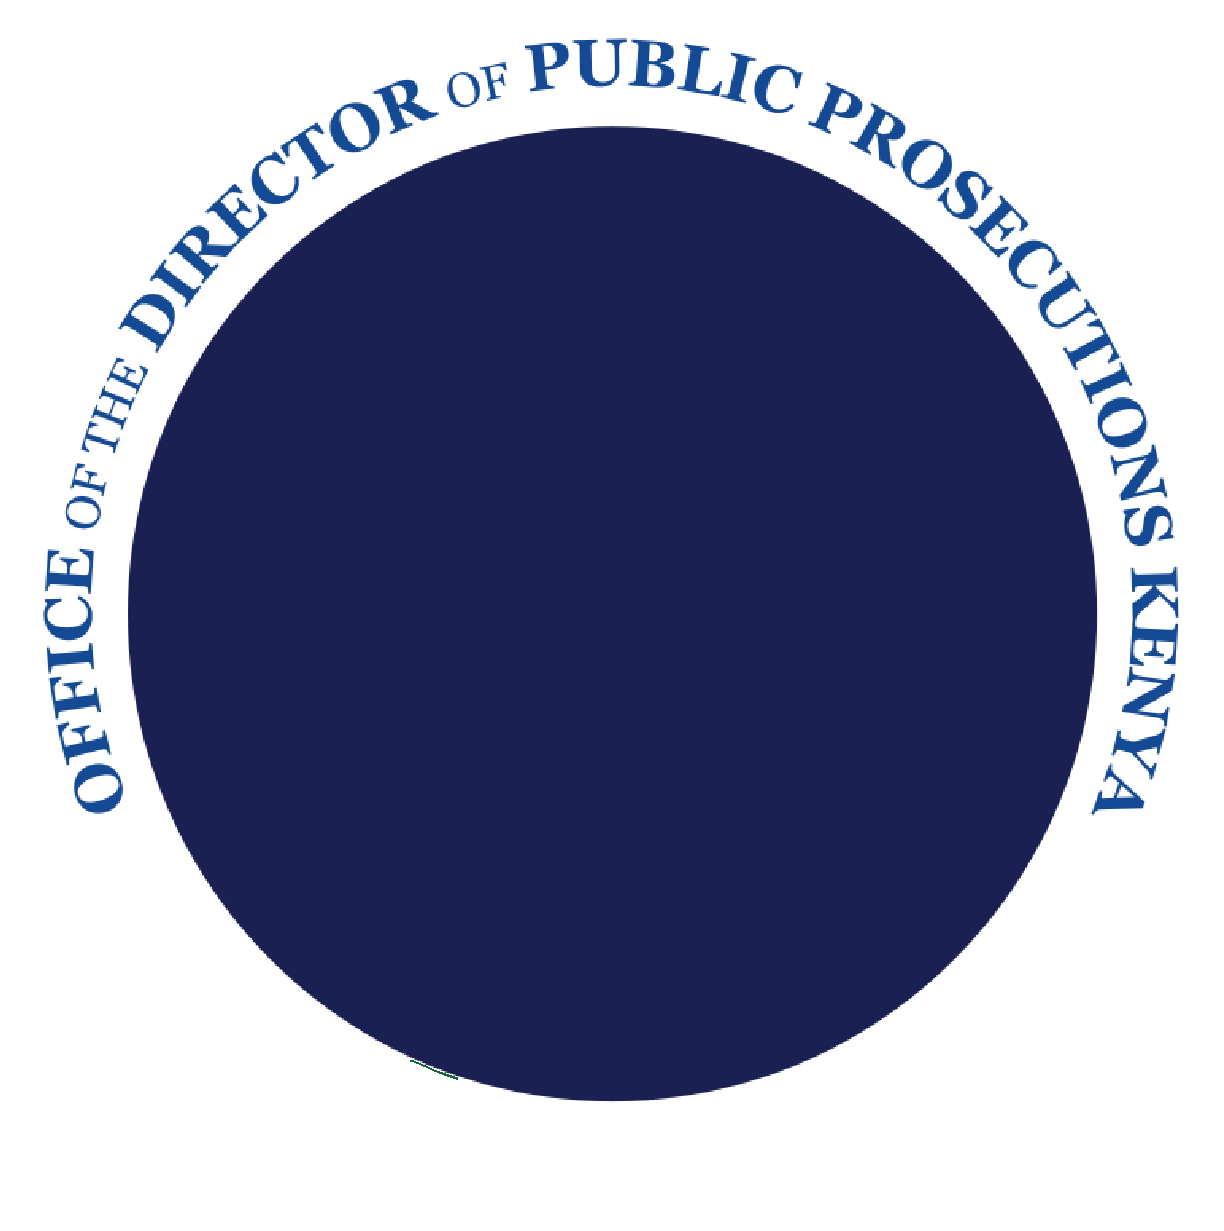 OFFICE OF THE DIRECTOR OF PUBLIC PROSECUTIONS KENYA